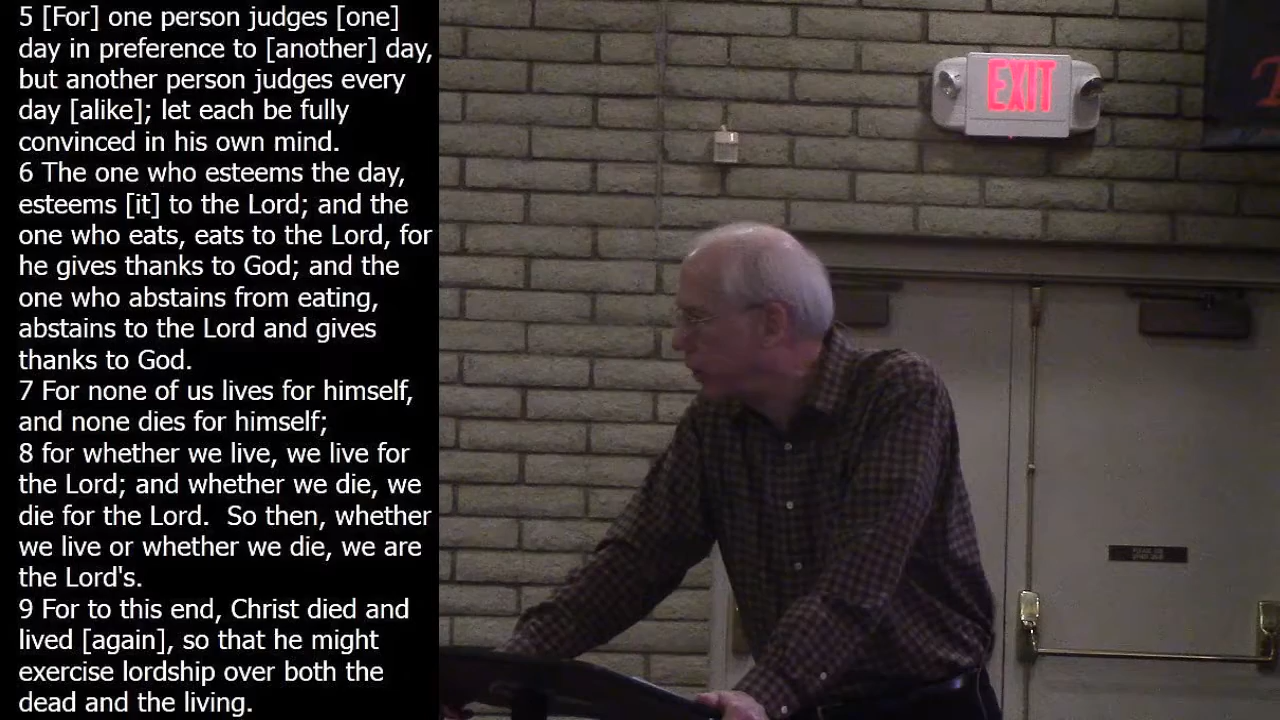 5 [For] one person judges [one]
day in preference to [another] day,
but another person judges every
day [alike]; let each be fully
convinced in his own mind.
6 The one who esteems the day,
esteems [it] to the Lord; and the
one who eats, eats to the Lord, for
he gives thanks to God; and the
one who abstains from eating,
abstains to the Lord and gives
thanks to God.
7 For none of us lives for himself,
and none dies for himself;
8 for whether we live, we live for
the Lord; and whether we die, we
die for the Lord.  So then, whether
we live or whether we die, we are
the Lord's.
9 For to this end, Christ died and
lived [again], so that he might
exercise lordship over both the
dead and the living.
EXIT